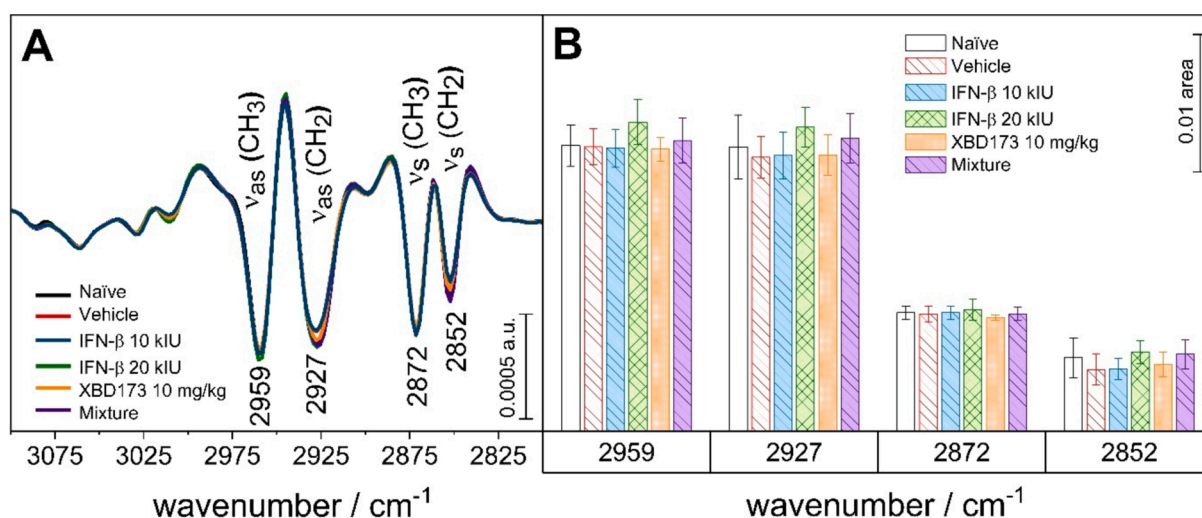 A
νas (CH3)
νas (CH2)
νs (CH3)
νs (CH2)
Naïve
Vehicle
IFN-β 10 kIU
IFN-β 20 kIU
XBD173 10 mg/kg
Mixture
2959
2927
2872
2852
0.0005 a.u.
3075 3025 2975 2925 2875 2825
wavenumber / cm-1
B
Naïve
Vehicle
IFN-β 10 kIU
IFN-β 20 kIU
XBD173 10 mg/kg
Mixture
0.01 area
2959 2927 2872 2852
wavenumber / cm-1